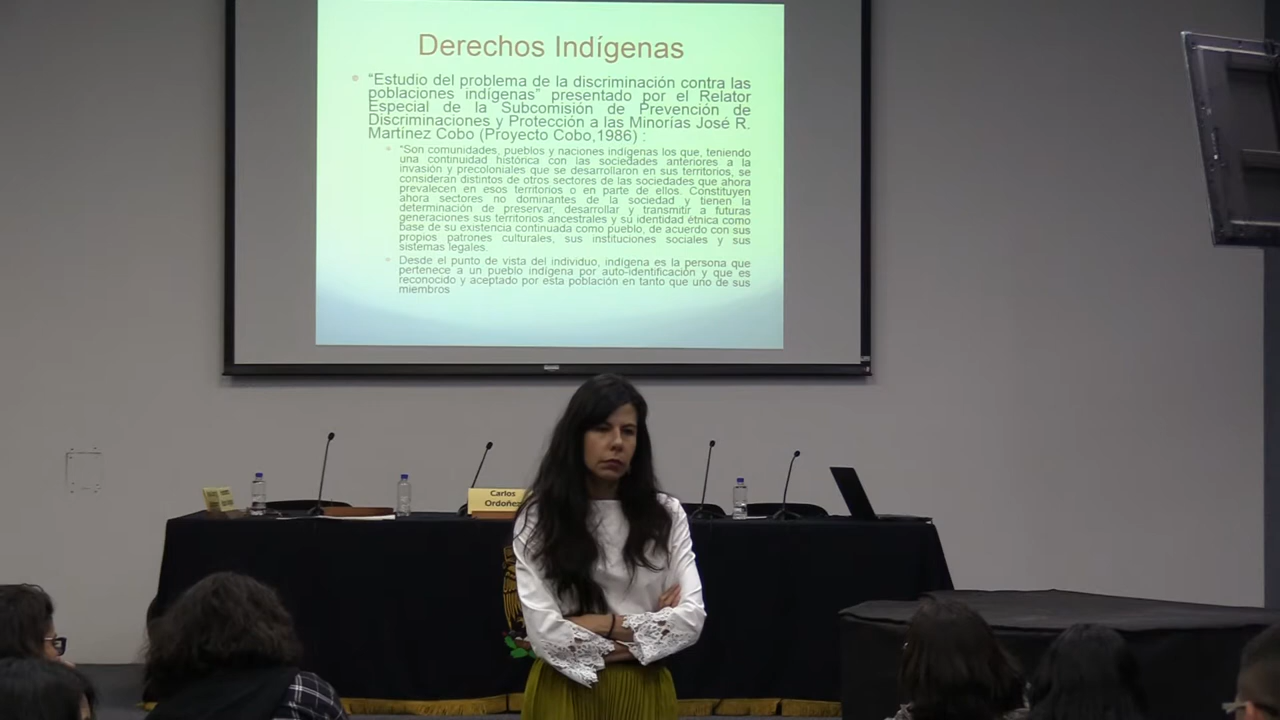 Derechos Indígenas
“Estudio del problema de la discriminación contra las
poblaciones indígenas” presentado por el Relator
Especial de la Subcomisión de Prevención de
Discriminaciones y Protección a las Minorías José R.
Martínez Cobo (Proyecto Cobo,1986) :
“Son comunidades, pueblos y naciones indígenas los que, teniendo
una continuidad histórica con las sociedades anteriores a la
invasión y precoloniales que se desarrollaron en sus territorios, se
consideran distintos de otros sectores de las sociedades que ahora
prevalecen en esos territorios o en parte de ellos. Constituyen
ahora sectores no dominantes de la sociedad y tienen la
determinación de preservar, desarrollar y transmitir a futuras
generaciones sus territorios ancestrales y su identidad étnica como
base de su existencia continuada como pueblo, de acuerdo con sus
propios patrones culturales, sus instituciones sociales y sus
sistemas legales.
Desde el punto de vista del individuo, indígena es la persona que
pertenece a un pueblo indígena por auto-identificación y que es
reconocido y aceptado por esta población en tanto que uno de sus
miembros
Carlos
Ordoñez